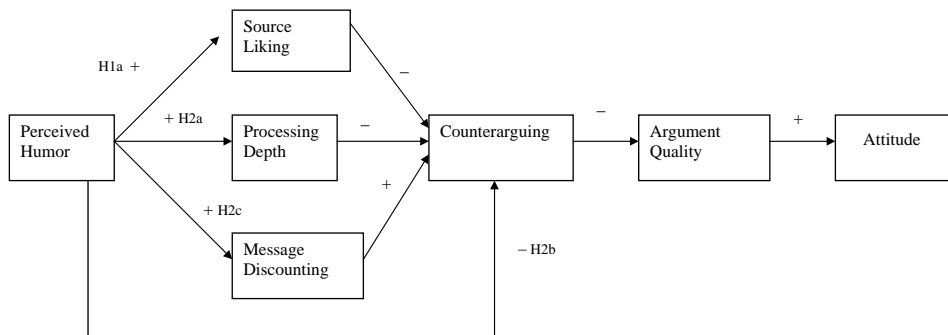 Source
Liking
H1a +
−
Perceived
Humor
+ H2a
Processing
Depth
−
Counterarguing
−
Argument
Quality
+
Attitude
+ H2c
+
Message
Discounting
− H2b